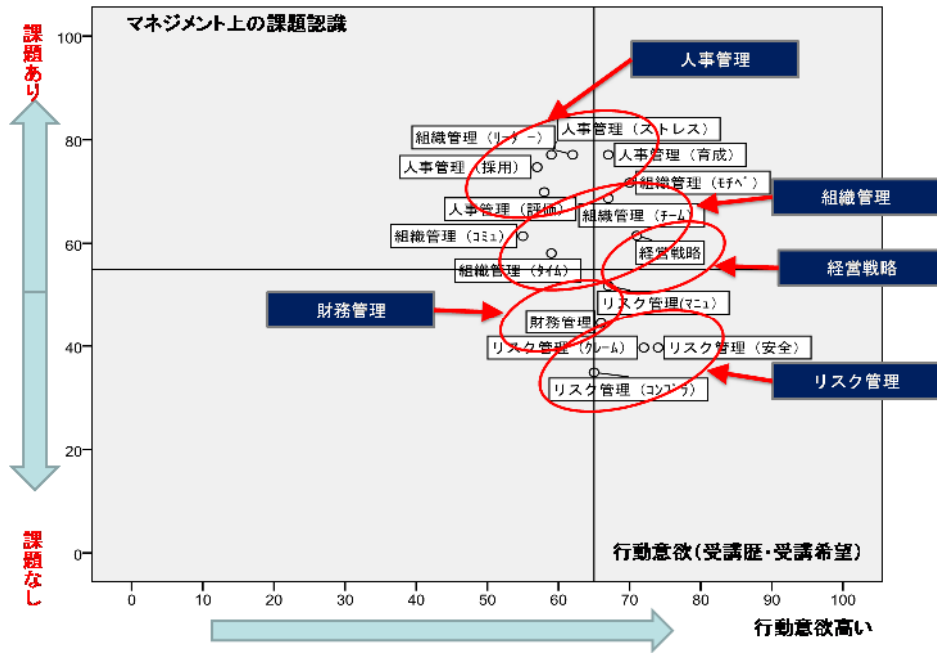 マネジメント上の課題認識
課題あり
100
人事管理
80
人事管理(ストレス)
組織管理(リーダー)
人事管理(育成)
人事管理(採用)
組織管理(モチベ)
組織管理
人事管理(評価)
組織管理(チーム)
60
組織管理(コミュ)
経営戦略
組織管理(タイム)
経営戦略
財務管理
リスク管理(マニュ)
財務管理
40
リスク管理(クレーム)
リスク管理(安全)
リスク管理
リスク管理(コンプラ)
20
課題なし
0
行動意欲(受講歴・受講希望)
0 10 20 30 40 50 60 70 80 90 100
行動意欲高い